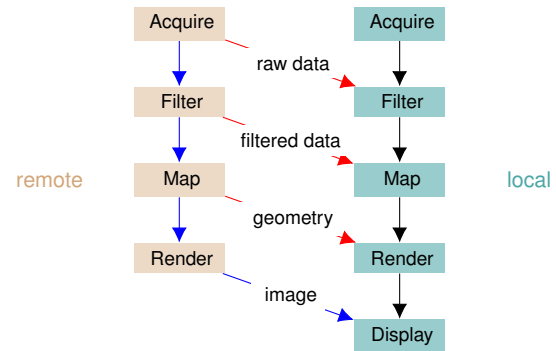 Acquire
Acquire
raw data
Filter
Filter
filtered data
remote
Map
Map
local
geometry
Render
Render
image
Display